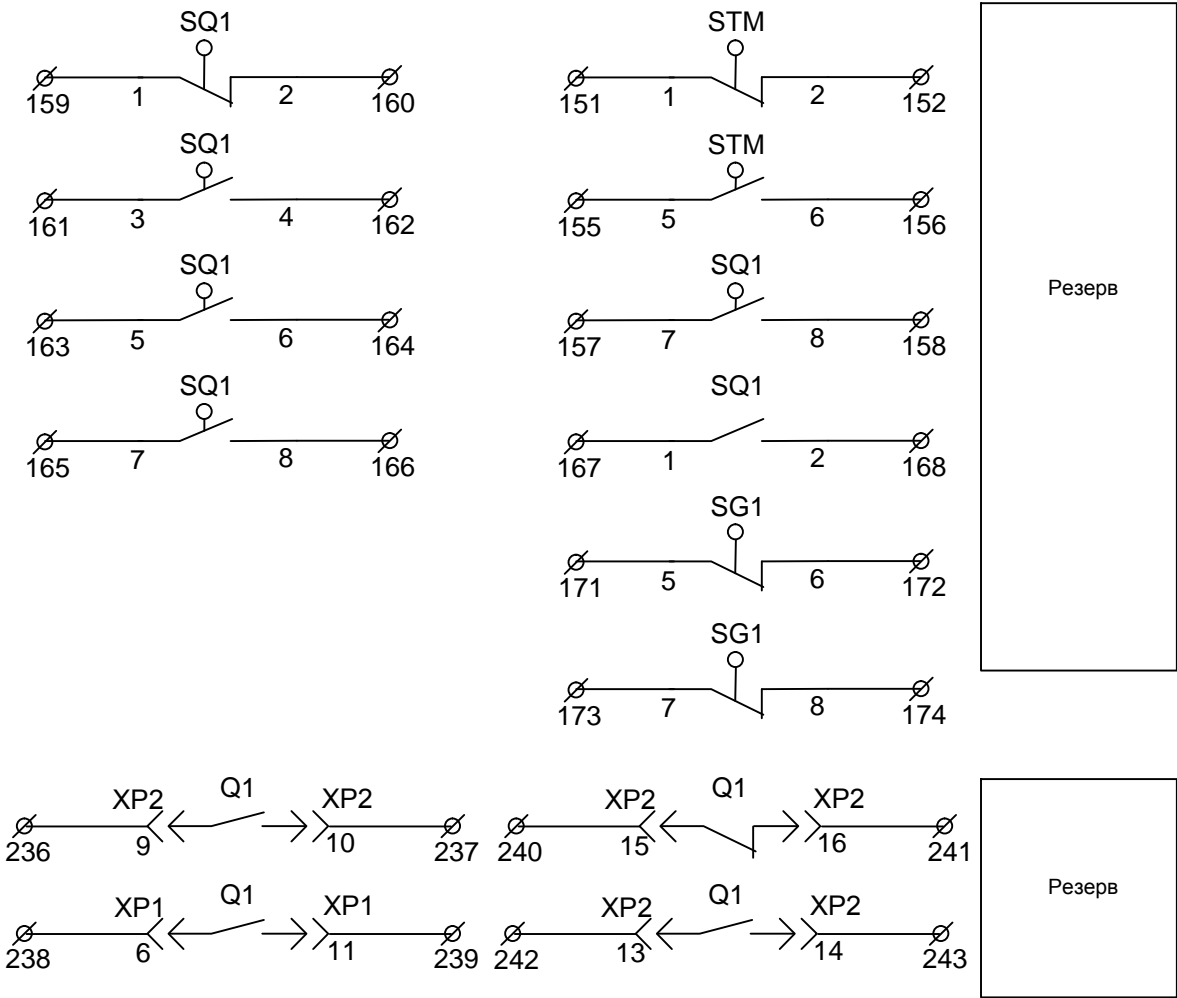 SQ1 STM
159 1 2 160 151 1 2 152
SQ1 STM
161 3 4 162 155 5 6 156
SQ1 SQ1
163 5 6 164 157 7 8 158
Резерв
SQ1 SQ1
165 7 8 166 167 1 2 168
SG1
171 5 6 172
SG1
173 7 8 174
XP2 Q1 XP2 XP2 Q1 XP2
236 9 10 237 240 15 16 241
Резерв
XP1 Q1 XP1 XP2 Q1 XP2
238 6 11 239 242 13 14 243